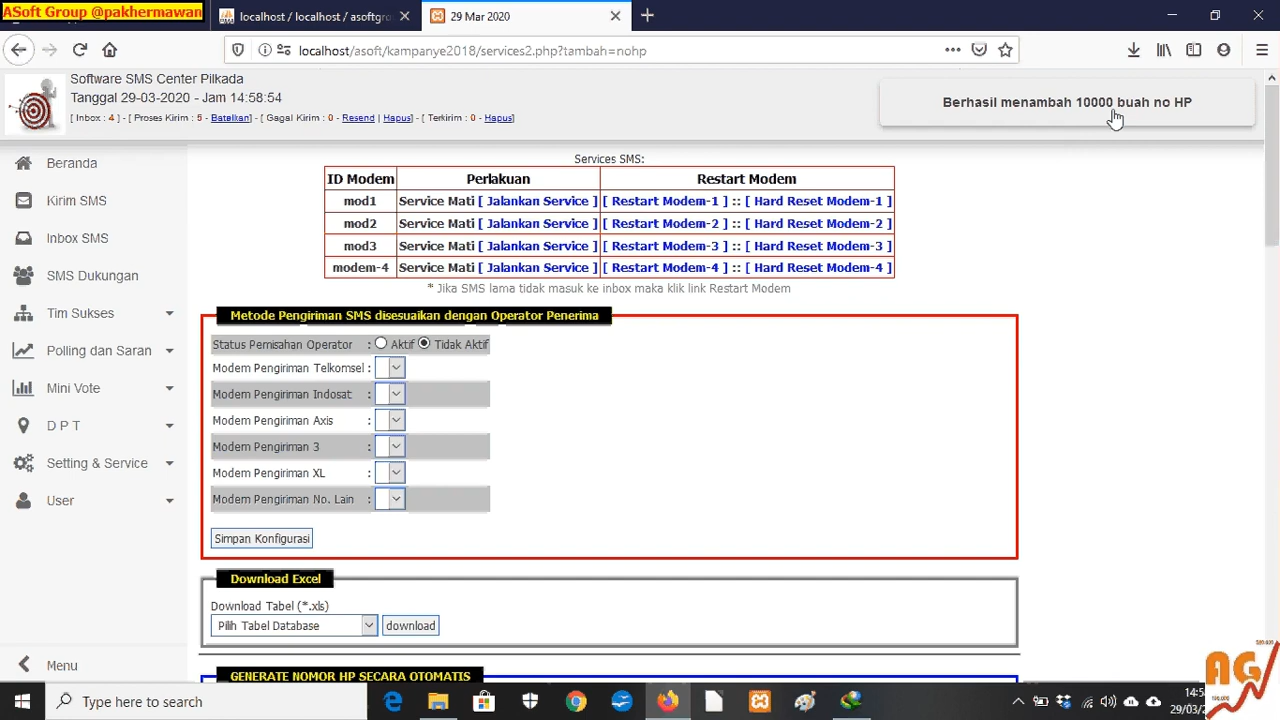 ASoft Group @pakhermawan
localhost / localhost / asoftgro
29 Mar 2020
localhost/asoft/kampanye2018/services2.php?tambah=nohp
Software SMS Center Pilkada
Tanggal 29-03-2020 - Jam 14:58:54
[ Inbox : 4 ] - [ Proses Kirim : 5 - Batalkan] - [ Gagal Kirim : 0 - Resend | Hapus] - [ Terkirim : 0 - Hapus]
Berhasil menambah 10000 buah no HP
Beranda
Kirim SMS
Inbox SMS
SMS Dukungan
Tim Sukses
Polling dan Saran
Mini Vote
D P T
Setting & Service
User
Menu
Services SMS:
ID Modem Perlakuan Restart Modem
mod1 Service Mati [ Jalankan Service ] [ Restart Modem-1 ] :: [ Hard Reset Modem-1 ]
mod2 Service Mati [ Jalankan Service ] [ Restart Modem-2 ] :: [ Hard Reset Modem-2 ]
mod3 Service Mati [ Jalankan Service ] [ Restart Modem-3 ] :: [ Hard Reset Modem-3 ]
modem-4 Service Mati [ Jalankan Service ] [ Restart Modem-4 ] :: [ Hard Reset Modem-4 ]
* Jika SMS lama tidak masuk ke inbox maka klik link Restart Modem
Metode Pengiriman SMS disesuaikan dengan Operator Penerima
Status Pemisahan Operator : Aktif Tidak Aktif
Modem Pengiriman Telkomsel :
Modem Pengiriman Indosat :
Modem Pengiriman Axis :
Modem Pengiriman 3 :
Modem Pengiriman XL :
Modem Pengiriman No. Lain :
Simpan Konfigurasi
Download Excel
Download Tabel (*.xls)
Pilih Tabel Database download
GENERATE NOMOR HP SECARA OTOMATIS
AG
Type here to search
14:5
29/03/2